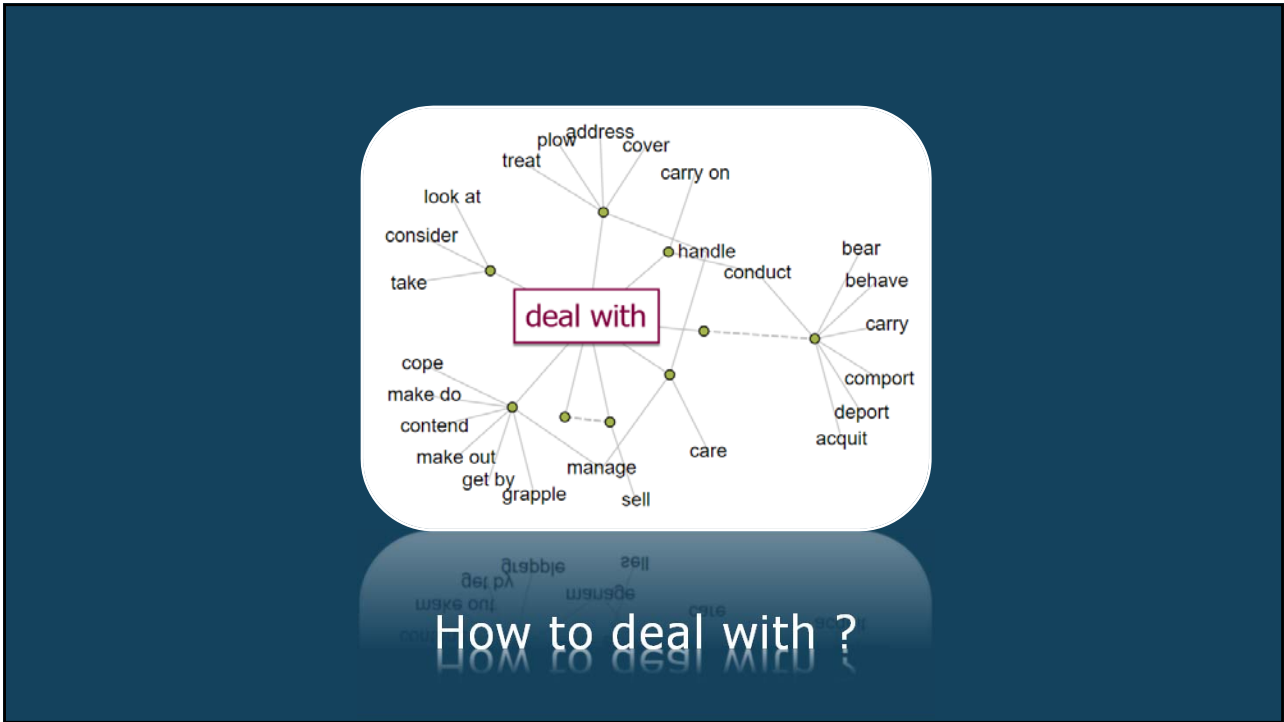 address
plow
cover
treat
carry on
look at
consider
handle
bear
conduct
behave
take
deal with
carry
cope
comport
make do
deport
contend
acquit
care
make out
manage
get by
grapple
sell
How to deal with ?